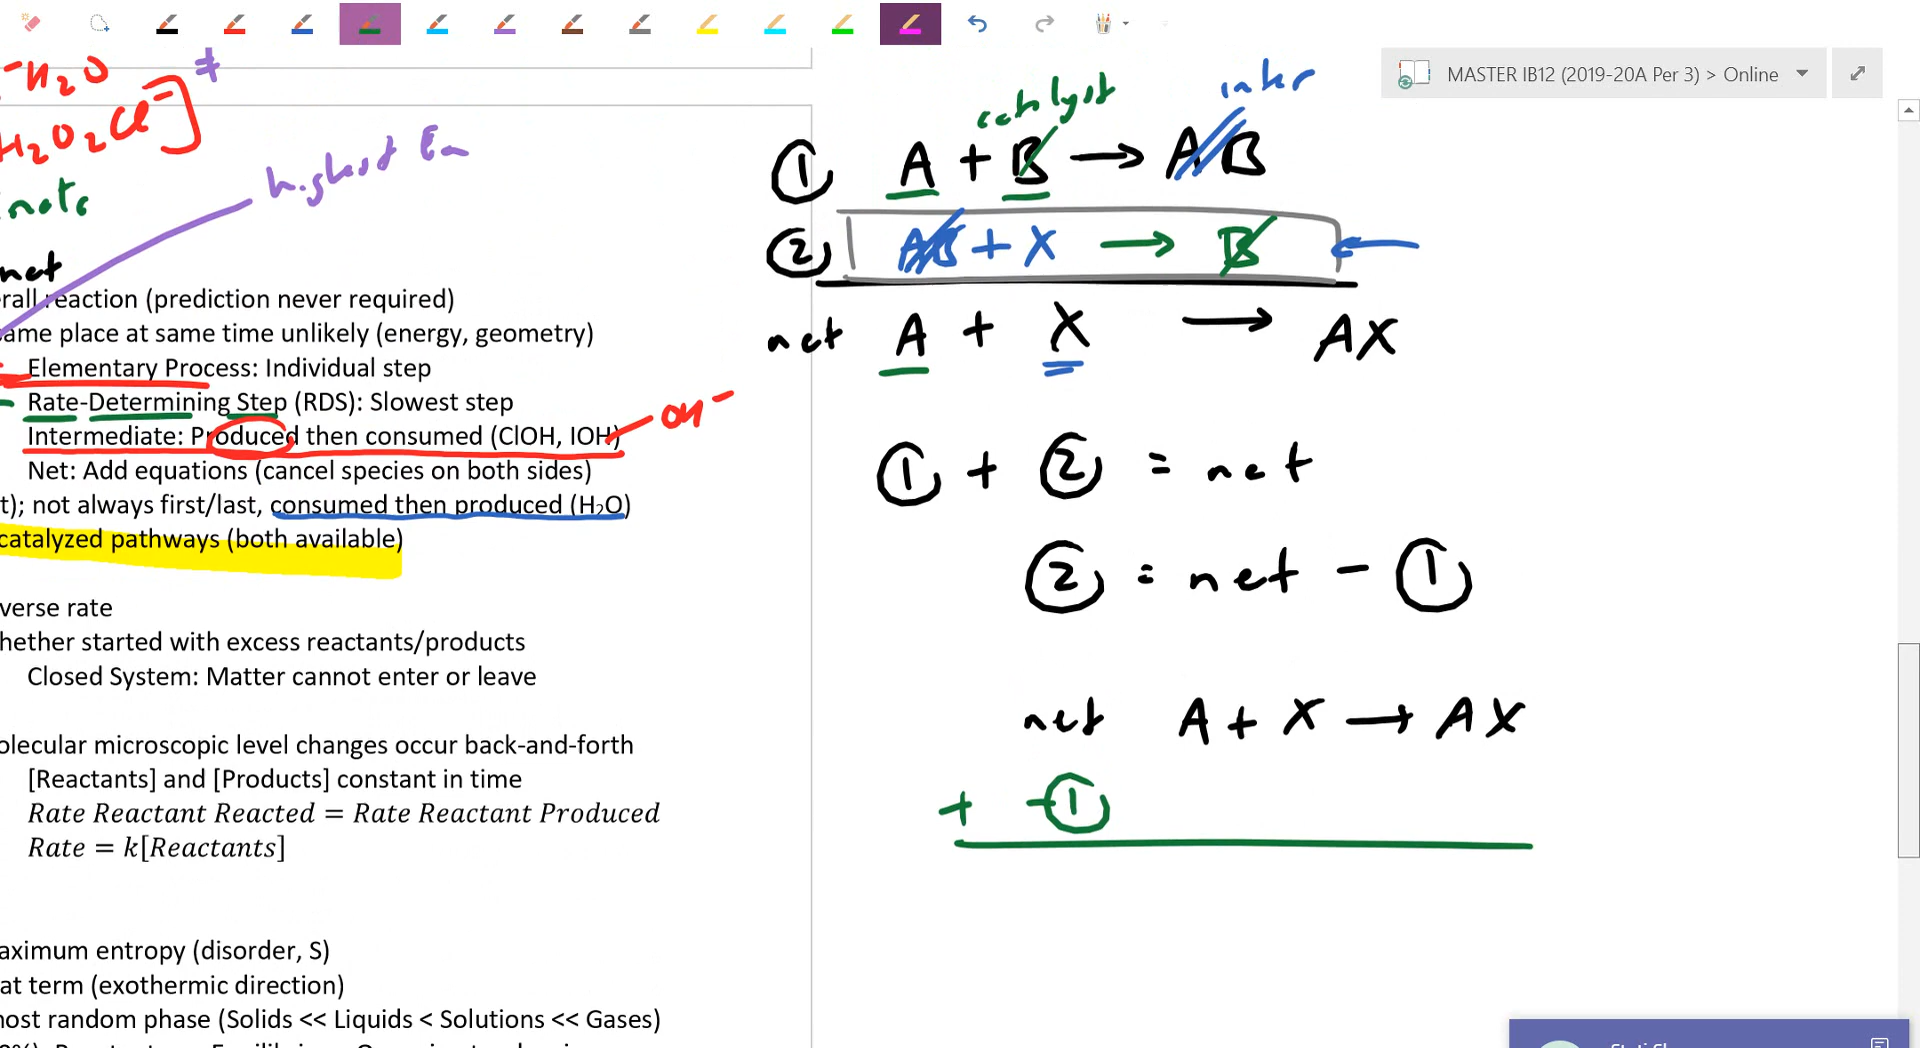 -H₂O
H₂O₂Cl⁻]‡
highest Ea
net
erall reaction (prediction never required)
ame place at same time unlikely (energy, geometry)
Elementary Process: Individual step
Rate-Determining Step (RDS): Slowest step
Intermediate: Produced then consumed (ClOH, IOH)
OH⁻
Net: Add equations (cancel species on both sides)
t); not always first/last, consumed then produced (H₂O)
catalyzed pathways (both available)
verse rate
hether started with excess reactants/products
Closed System: Matter cannot enter or leave
olecular microscopic level changes occur back-and-forth
[Reactants] and [Products] constant in time
Rate Reactant Reacted = Rate Reactant Produced
Rate = k[Reactants]
aximum entropy (disorder, S)
at term (exothermic direction)
nost random phase (Solids << Liquids < Solutions << Gases)
MASTER IB12 (2019-20A Per 3) > Online
catalyst
inter
① A + B → AB
② AB + X → B
net A + X → AX
① + ② = net
② = net - ①
net A + X → AX
+ -①